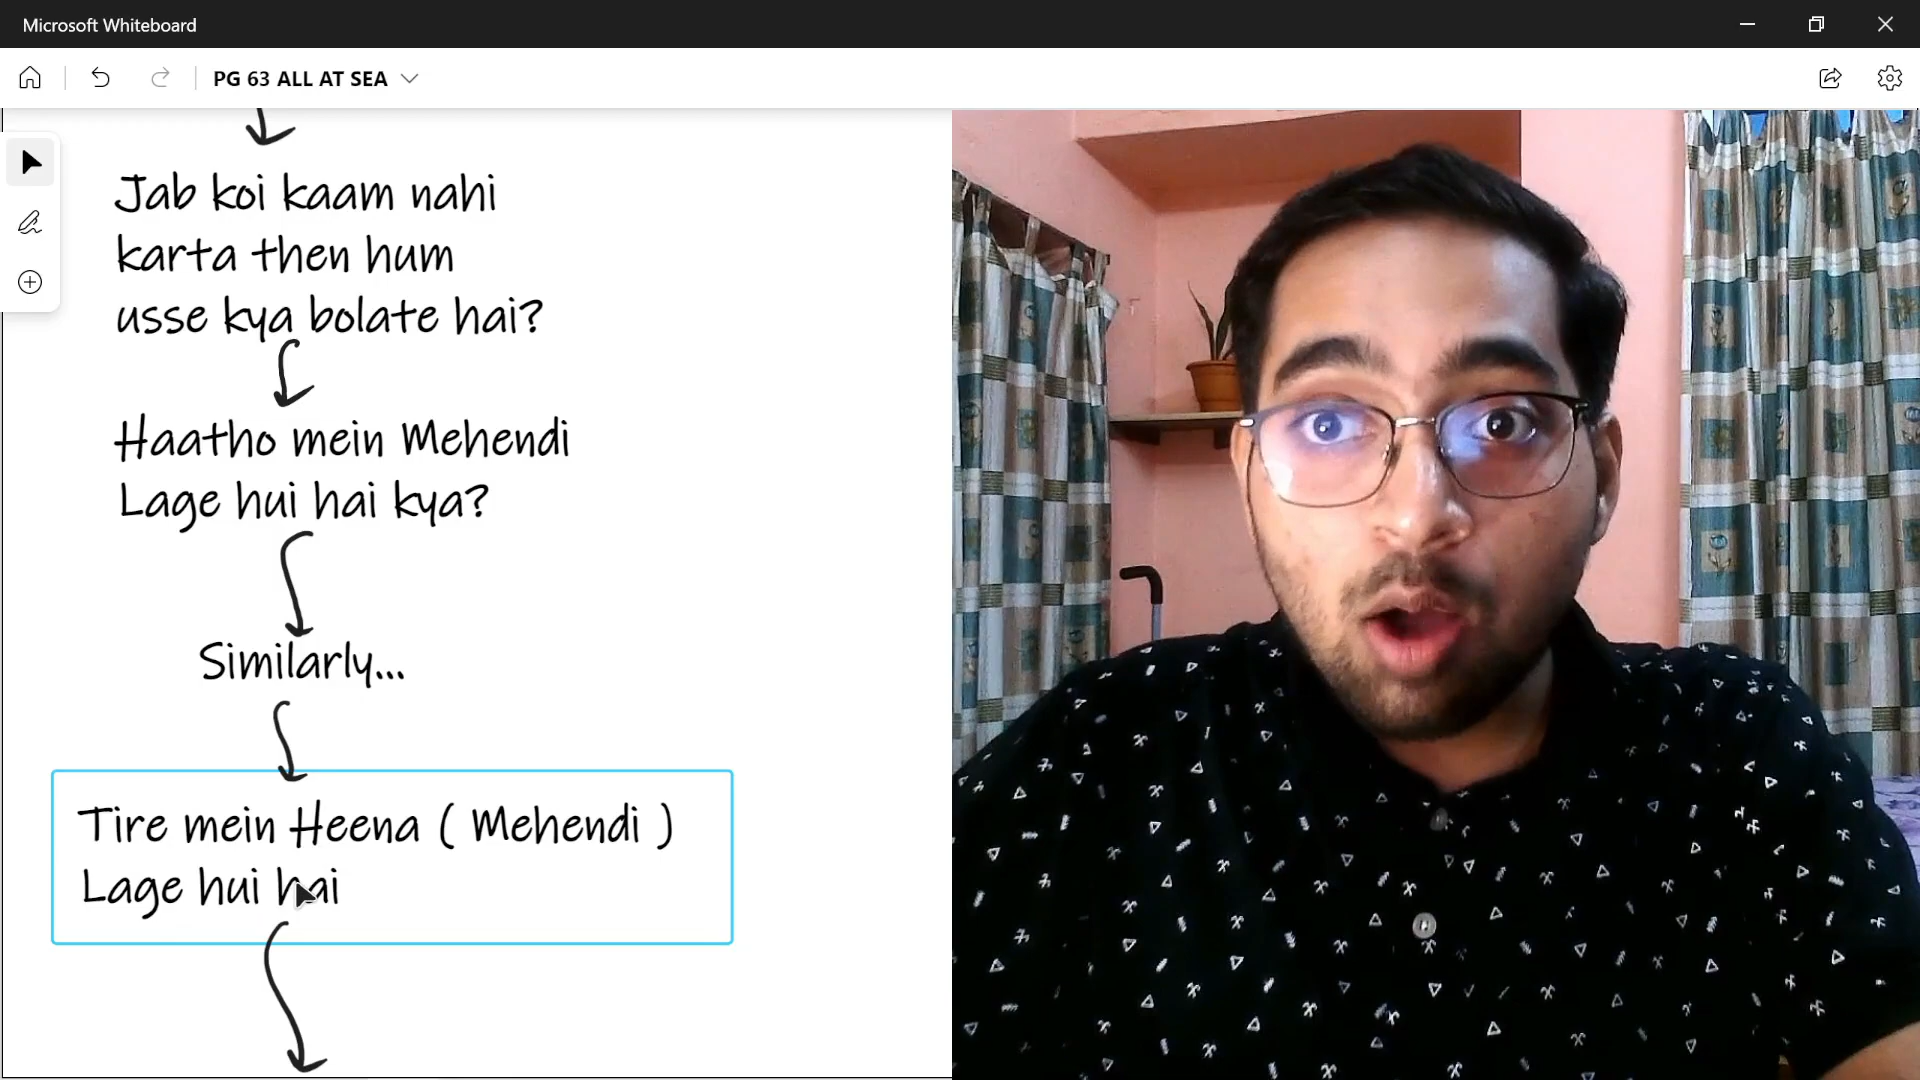 Microsoft Whiteboard
PG 63 ALL AT SEA
Jab koi kaam nahi
karta then hum
usse kya bolate hai?
Haatho mein Mehendi
Lage hui hai kya?
Similarly...
Tire mein Heena ( Mehendi )
Lage hui hai